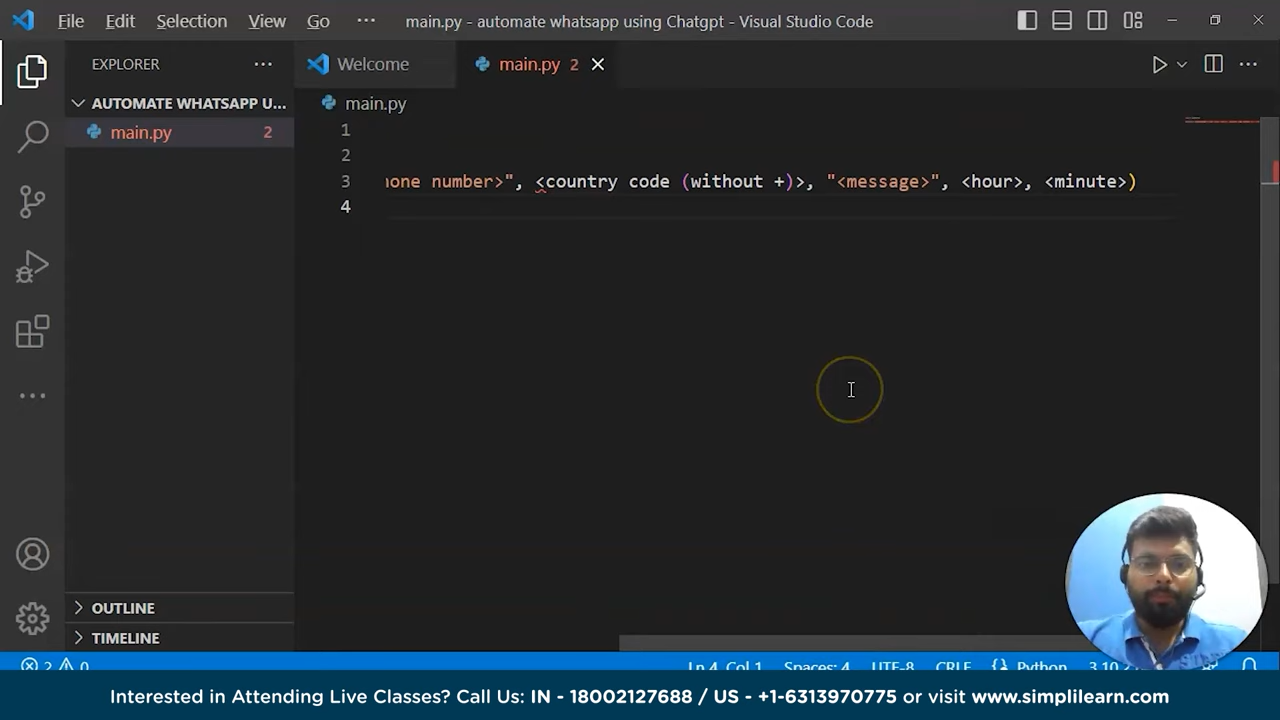 File Edit Selection View Go ··· main.py - automate whatsapp using Chatgpt - Visual Studio Code
EXPLORER ···
Welcome
main.py 2
AUTOMATE WHATSAPP U...
main.py
main.py 2
1
2
3 one number>", <country code (without +)>, "<message>", <hour>, <minute>)
4
OUTLINE
TIMELINE
2 0 Ln 4, Col 1 Spaces: 4 UTF-8 CRLF Python
Interested in Attending Live Classes? Call Us: IN - 18002127688 / US - +1-6313970775 or visit www.simplilearn.com